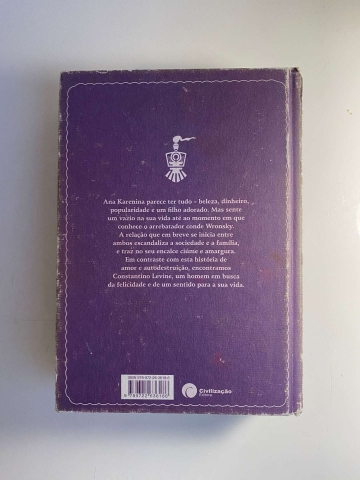 Ana Karenina parece ter tudo – beleza, dinheiro,
popularidade e um filho adorado. Mas sente
um vazio na sua vida até ao momento em que
conhece o arrebatador conde Wronsky.
A relação que em breve se inicia entre
ambos escandaliza a sociedade e a família,
e traz no seu encalce ciúme e amargura.
Em contraste com esta história de
amor e autodestruição, encontramos
Constantino Levine, um homem em busca
da felicidade e de um sentido para a sua vida.
Civilização
Editora